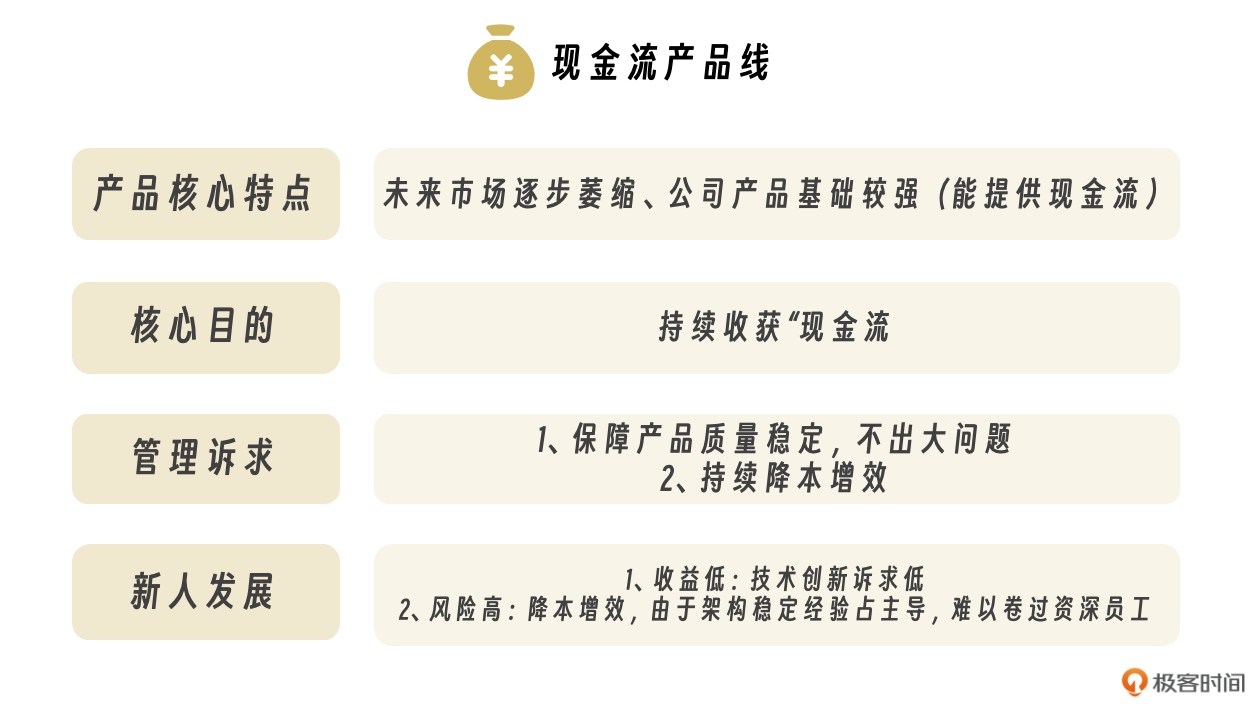 ¥
现金流产品线
产品核心特点
未来市场逐步萎缩、公司产品基础较强（能提供现金流）
核心目的
持续收获“现金流
管理诉求
1、保障产品质量稳定，不出大问题
2、持续降本增效
新人发展
1、收益低：技术创新诉求低
2、风险高：降本增效，由于架构稳定经验占主导，难以卷过资深员工
极客时间